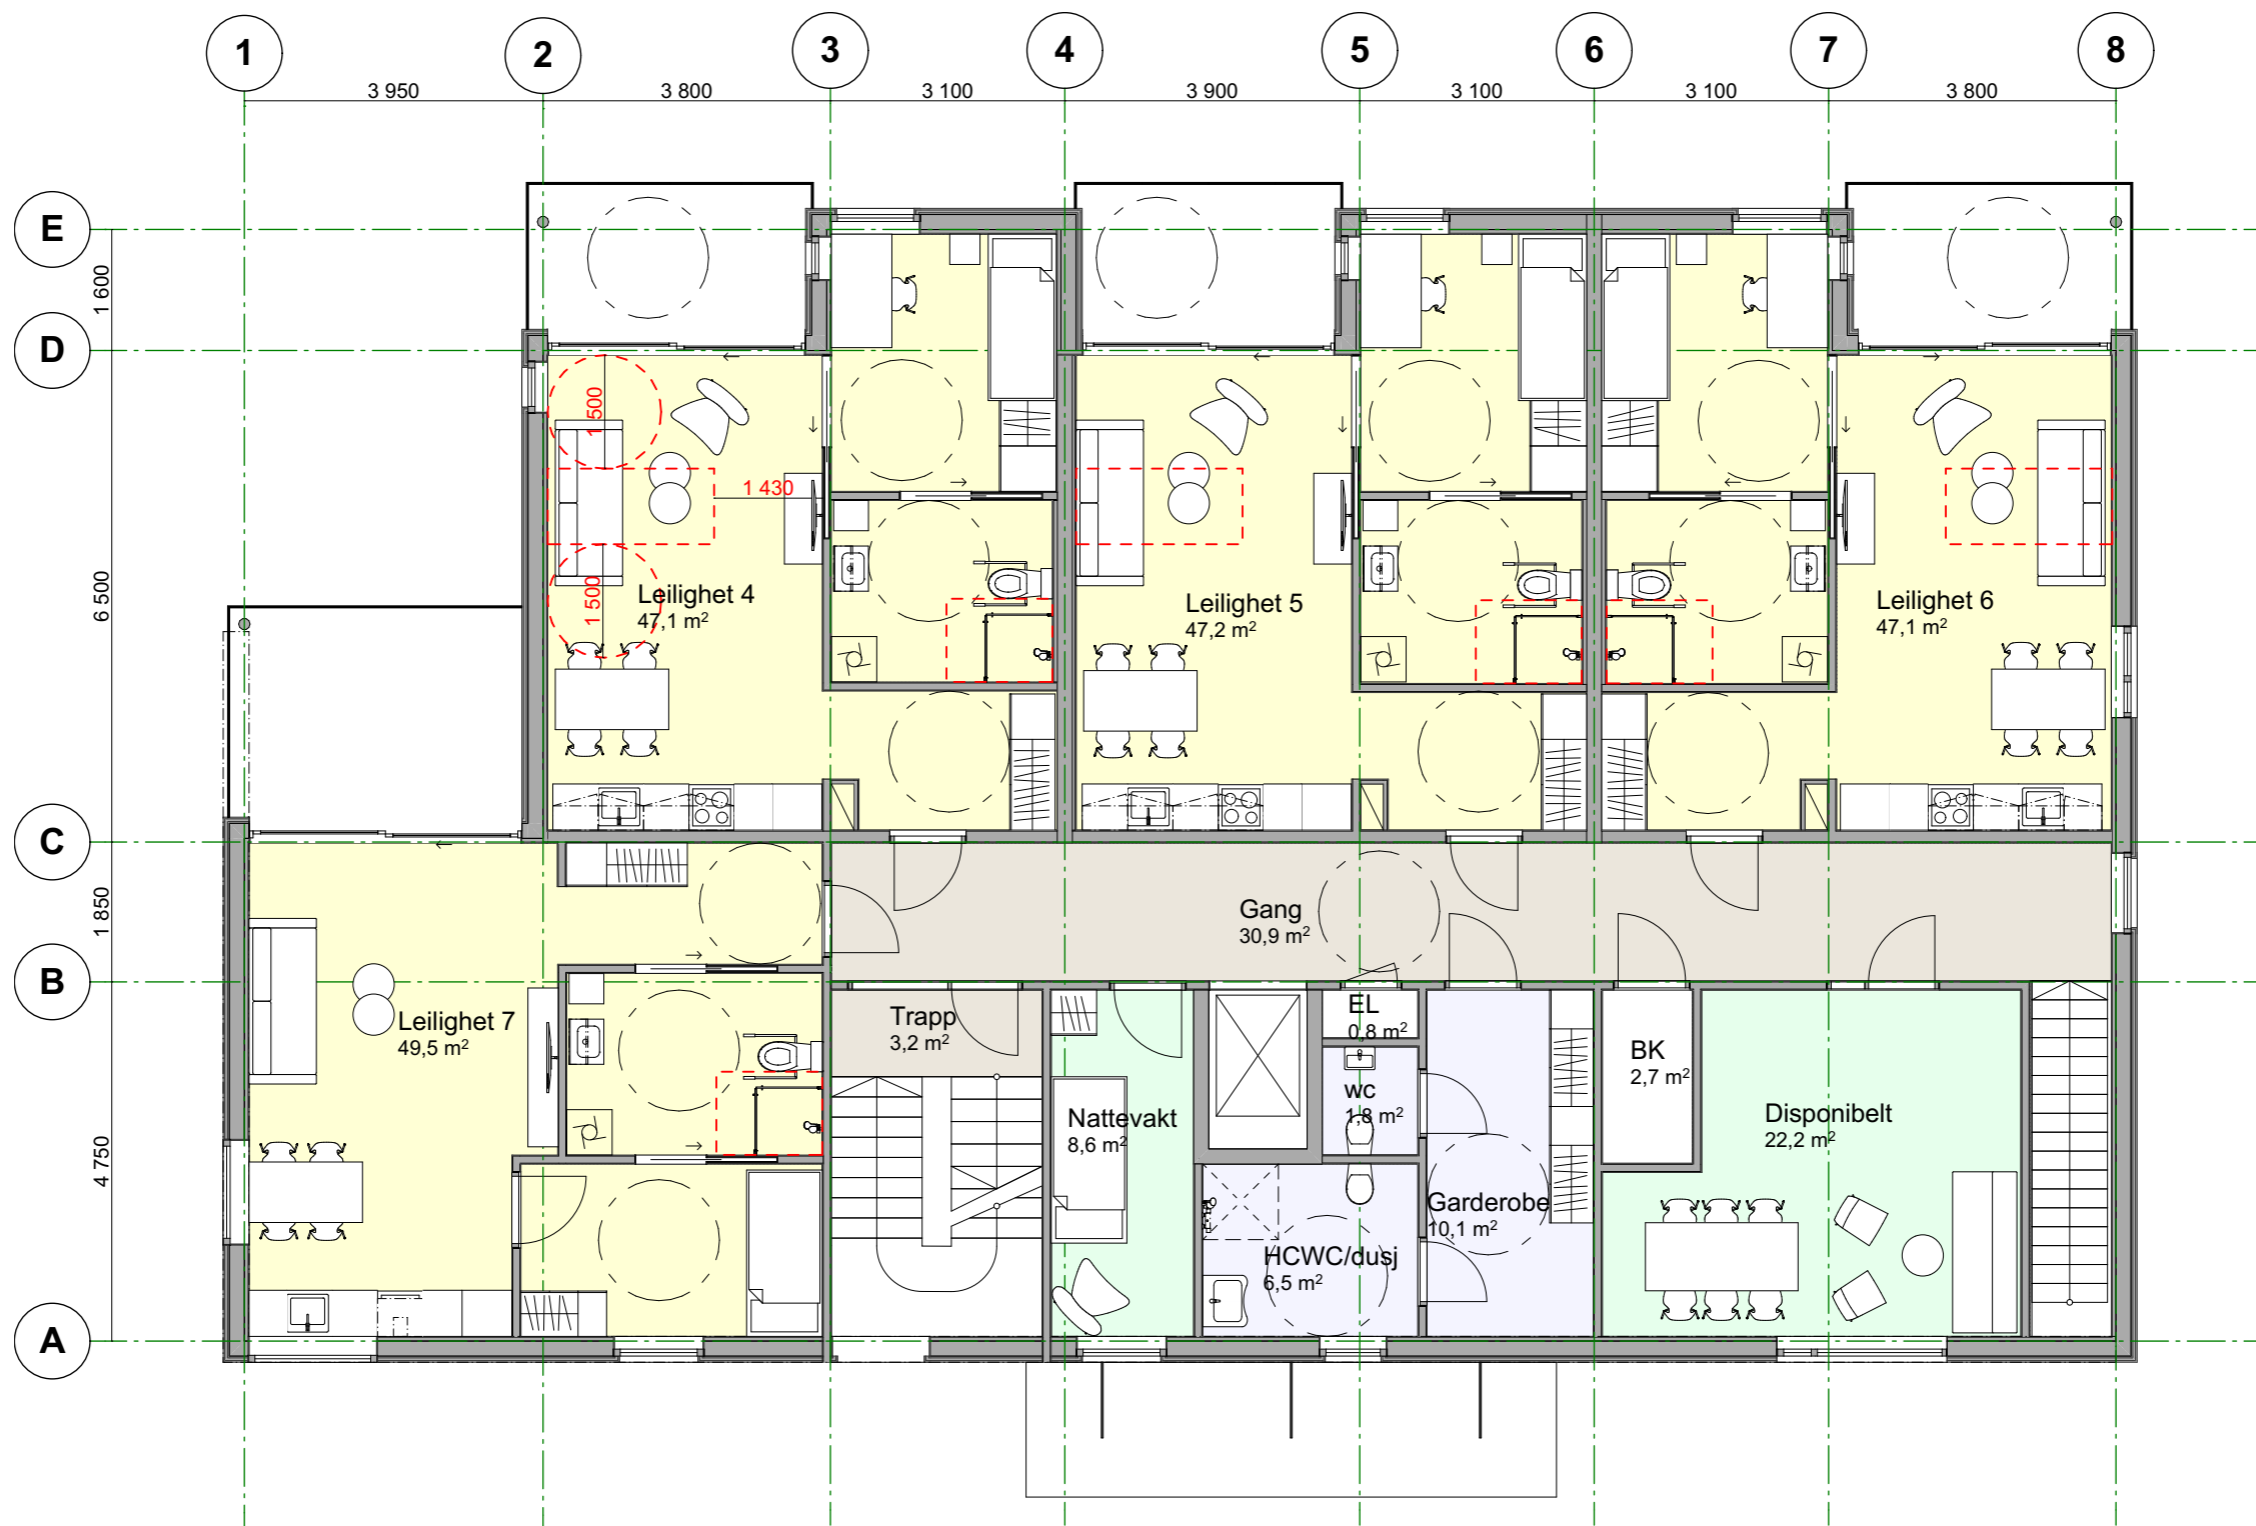 1 2 3 4 5 6 7 8
3 950 3 800 3 100 3 900 3 100 3 100 3 800
E
1 600
D
1 500
1 430
6 500
1 500
Leilighet 4
47,1 m²
Leilighet 5
47,2 m²
Leilighet 6
47,1 m²
C
1 850
Gang
30,9 m²
B
Leilighet 7
49,5 m²
Trapp
3,2 m²
EL
0,8 m²
BK
2,7 m²
wc
1,8 m²
Nattevakt
8,6 m²
Disponibelt
22,2 m²
4 750
Garderobe
10,1 m²
HCWC/dusj
6,5 m²
A